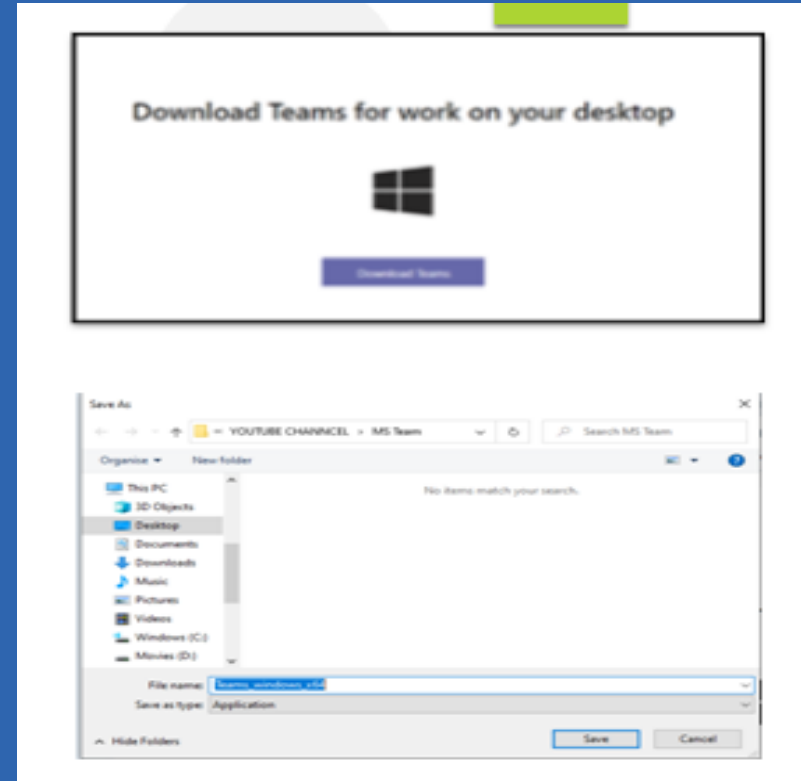 Download Teams for work on your desktop
Download Teams
Save As
YOUTUBE CHANNCEL > MS Team
Search MS Team
Organise
New folder
This PC
No items match your search.
3D Objects
Desktop
Documents
Downloads
Music
Pictures
Videos
Windows (C:)
Movies (D:)
File name: Teams_windows_x64
Save as type: Application
Hide Folders
Save
Cancel